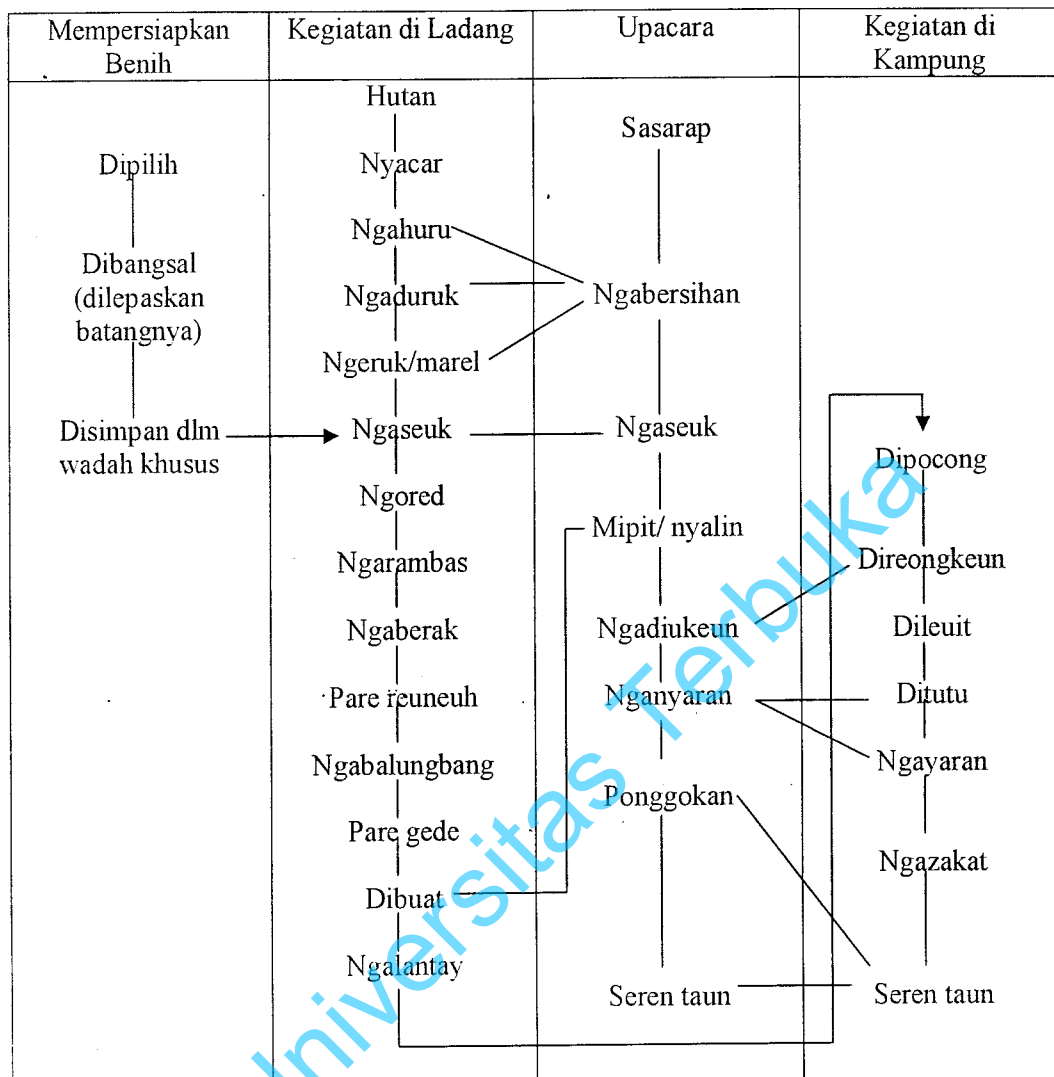 Mempersiapkan
Benih
Kegiatan di Ladang
Upacara
Kegiatan di
Kampung
Dipilih
Dibangsal
(dilepaskan
batangnya)
Disimpan dlm
wadah khusus
Hutan
Nyacar
Ngahuru
Ngaduruk
Ngeruk/marel
Ngaseuk
Ngored
Ngarambas
Ngaberak
Pare reuneuh
Ngabalungbang
Pare gede
Dibuat
Ngalantay
Sasarap
Ngabersihan
Ngaseuk
Mipit/ nyalin
Ngadiukeun
Nganyaran
Ponggokan
Seren taun
Dipocong
Direongkeun
Dileuit
Ditutu
Ngayaran
Ngazakat
Seren taun
Universitas Terbuka